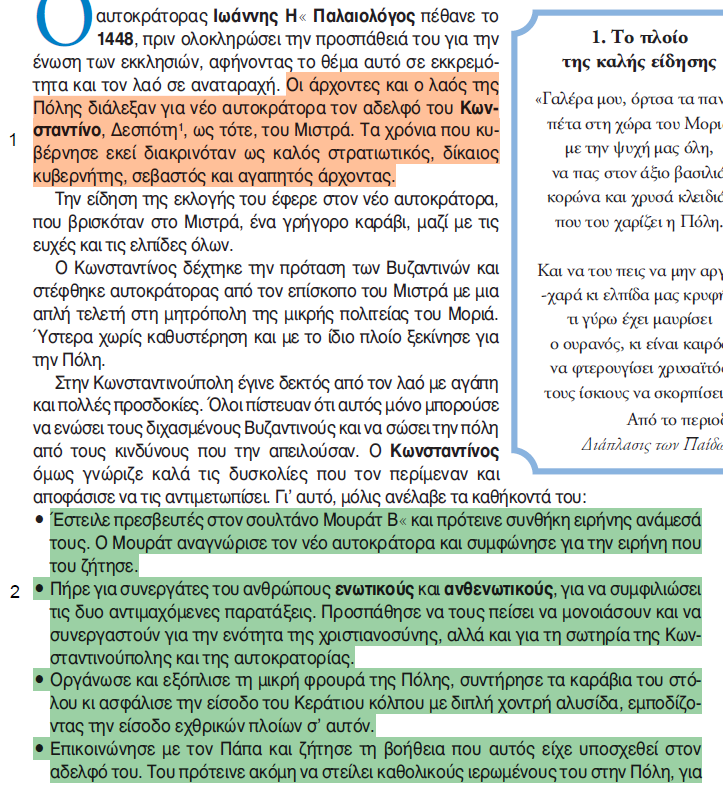 Ο αυτοκράτορας Ιωάννης Η« Παλαιολόγος πέθανε το
1448, πριν ολοκληρώσει την προσπάθειά του για την
ένωση των εκκλησιών, αφήνοντας το θέμα αυτό σε εκκρεμό-
τητα και τον λαό σε αναταραχή. Οι άρχοντες και ο λαός της
Πόλης διάλεξαν για νέο αυτοκράτορα τον αδελφό του Κων-
σταντίνο, Δεσπότη¹, ως τότε, του Μιστρά. Τα χρόνια που κυ-
1
βέρνησε εκεί διακρινόταν ως καλός στρατιωτικός, δίκαιος
κυβερνήτης, σεβαστός και αγαπητός άρχοντας.
Την είδηση της εκλογής του έφερε στον νέο αυτοκράτορα,
που βρισκόταν στο Μιστρά, ένα γρήγορο καράβι, μαζί με τις
ευχές και τις ελπίδες όλων.
Ο Κωνσταντίνος δέχτηκε την πρόταση των Βυζαντινών και
στέφθηκε αυτοκράτορας από τον επίσκοπο του Μιστρά με μια
απλή τελετή στη μητρόπολη της μικρής πολιτείας του Μοριά.
Ύστερα χωρίς καθυστέρηση και με το ίδιο πλοίο ξεκίνησε για
την Πόλη.
Στην Κωνσταντινούπολη έγινε δεκτός από τον λαό με αγάπη
και πολλές προσδοκίες. Όλοι πίστευαν ότι αυτός μόνο μπορούσε
να ενώσει τους διχασμένους Βυζαντινούς και να σώσει την πόλη
από τους κινδύνους που την απειλούσαν. Ο Κωνσταντίνος
όμως γνώριζε καλά τις δυσκολίες που τον περίμεναν και
αποφάσισε να τις αντιμετωπίσει. Γι’ αυτό, μόλις ανέλαβε τα καθήκοντά του:
• Έστειλε πρεσβευτές στον σουλτάνο Μουράτ Β« και πρότεινε συνθήκη ειρήνης ανάμεσά
τους. Ο Μουράτ αναγνώρισε τον νέο αυτοκράτορα και συμφώνησε για την ειρήνη που
του ζήτησε.
2
• Πήρε για συνεργάτες του ανθρώπους ενωτικούς και ανθενωτικούς, για να συμφιλιώσει
τις δυο αντιμαχόμενες παρατάξεις. Προσπάθησε να τους πείσει να μονοιάσουν και να
συνεργαστούν για την ενότητα της χριστιανοσύνης, αλλά και για τη σωτηρία της Κων-
σταντινούπολης και της αυτοκρατορίας.
• Οργάνωσε και εξόπλισε τη μικρή φρουρά της Πόλης, συντήρησε τα καράβια του στό-
λου κι ασφάλισε την είσοδο του Κεράτιου κόλπου με διπλή χοντρή αλυσίδα, εμποδίζο-
ντας την είσοδο εχθρικών πλοίων σ’ αυτόν.
• Επικοινώνησε με τον Πάπα και ζήτησε τη βοήθεια που αυτός είχε υποσχεθεί στον
αδελφό του. Του πρότεινε ακόμη να στείλει καθολικούς ιερωμένους του στην Πόλη, για
1. Το πλοίο
της καλής είδησης
«Γαλέρα μου, όρτσα τα παν
πέτα στη χώρα του Μορι
με την ψυχή μας όλη,
να πας στον άξιο βασιλιά
κορώνα και χρυσά κλειδιά
που του χαρίζει η Πόλη.
Και να του πεις να μην αργ
-χαρά κι ελπίδα μας κρυφή
τι γύρω έχει μαυρίσει
ο ουρανός, κι είναι καιρός
να φτερουγίσει χρυσαϊτός
τους ίσκιους να σκορπίσει
Από το περιοδ
Διάπλασις των Παίδω